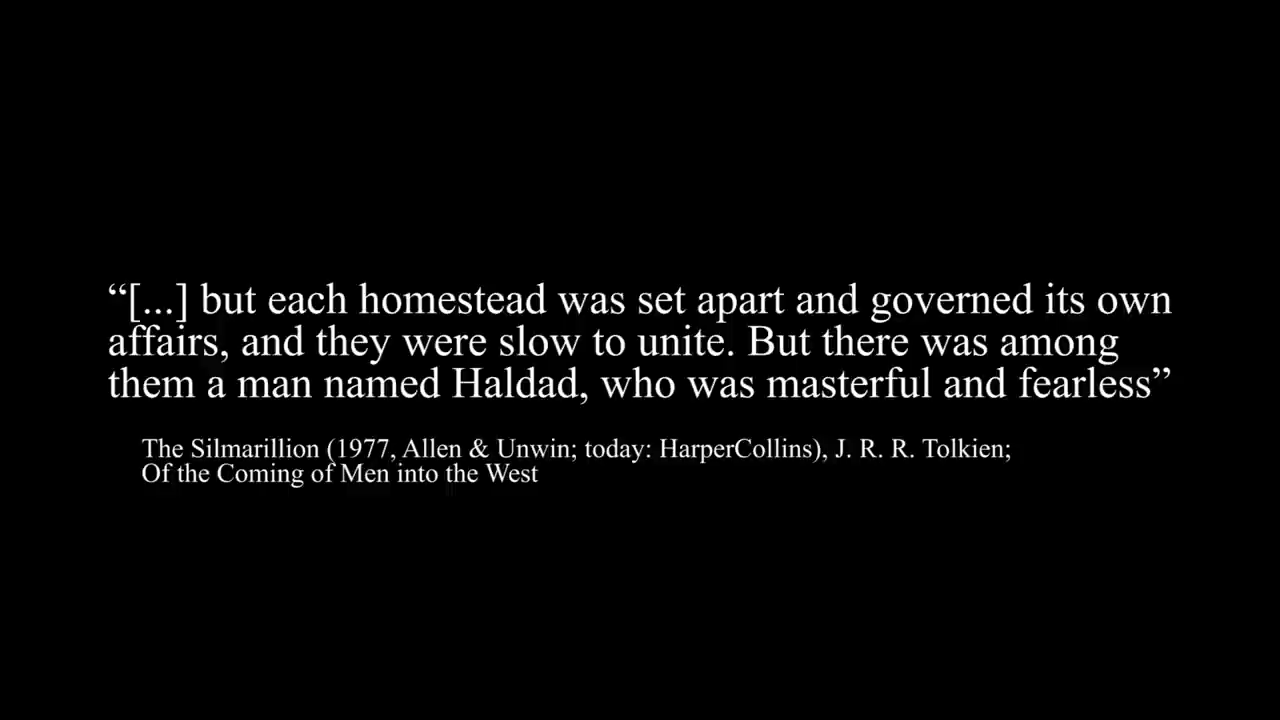 “[...] but each homestead was set apart and governed its own
affairs, and they were slow to unite. But there was among
them a man named Haldad, who was masterful and fearless”
The Silmarillion (1977, Allen & Unwin; today: HarperCollins), J. R. R. Tolkien;
Of the Coming of Men into the West